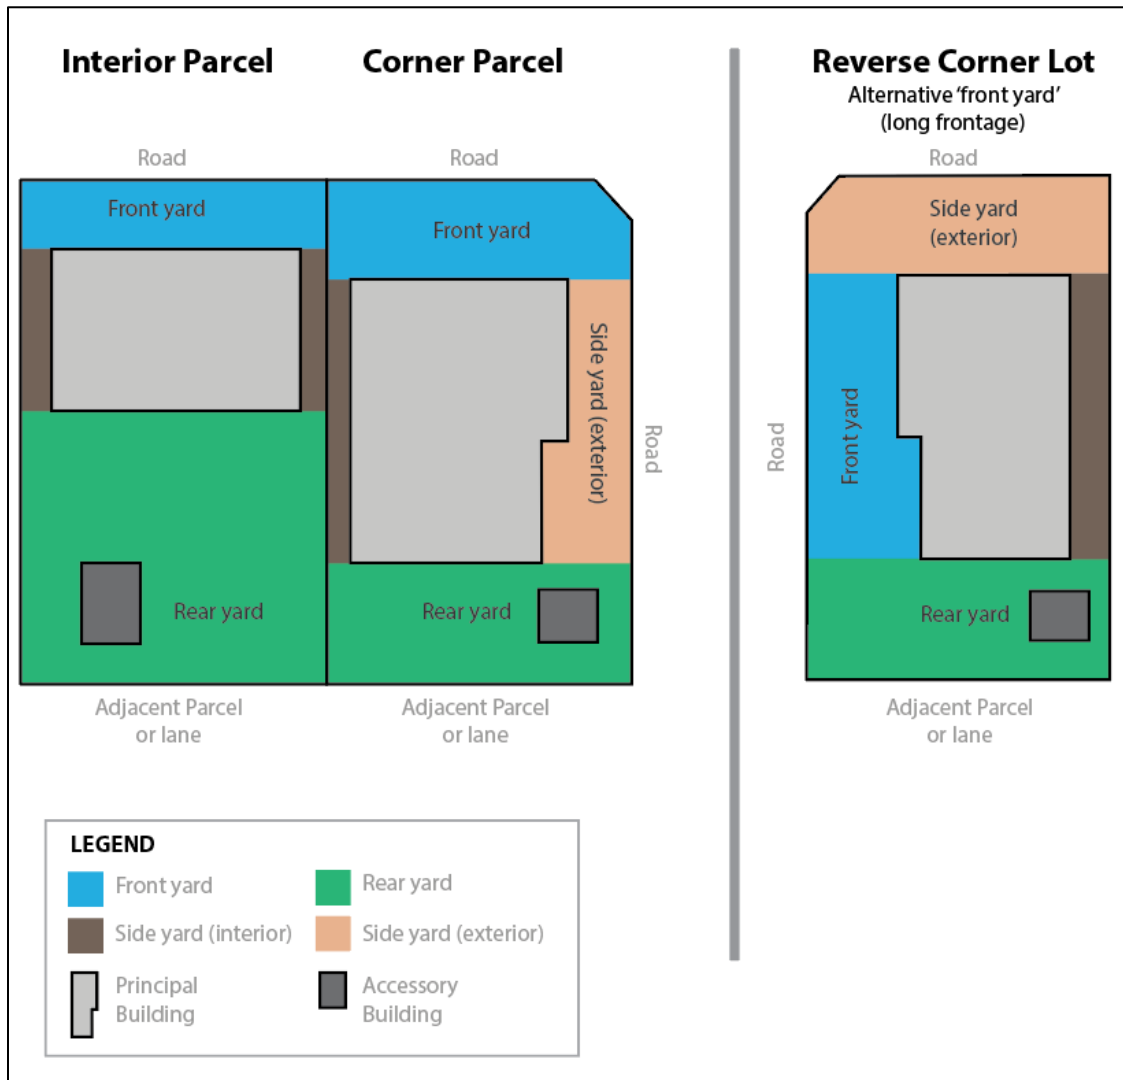 Interior Parcel
Corner Parcel
Reverse Corner Lot
Alternative ‘front yard’
(long frontage)
Road
Road
Road
Front yard
Front yard
Side yard
(exterior)
Side yard (exterior)
Road
Road
Front yard
Rear yard
Rear yard
Rear yard
Adjacent Parcel
or lane
Adjacent Parcel
or lane
Adjacent Parcel
or lane
LEGEND
Front yard
Rear yard
Side yard (interior)
Side yard (exterior)
Principal
Building
Accessory
Building